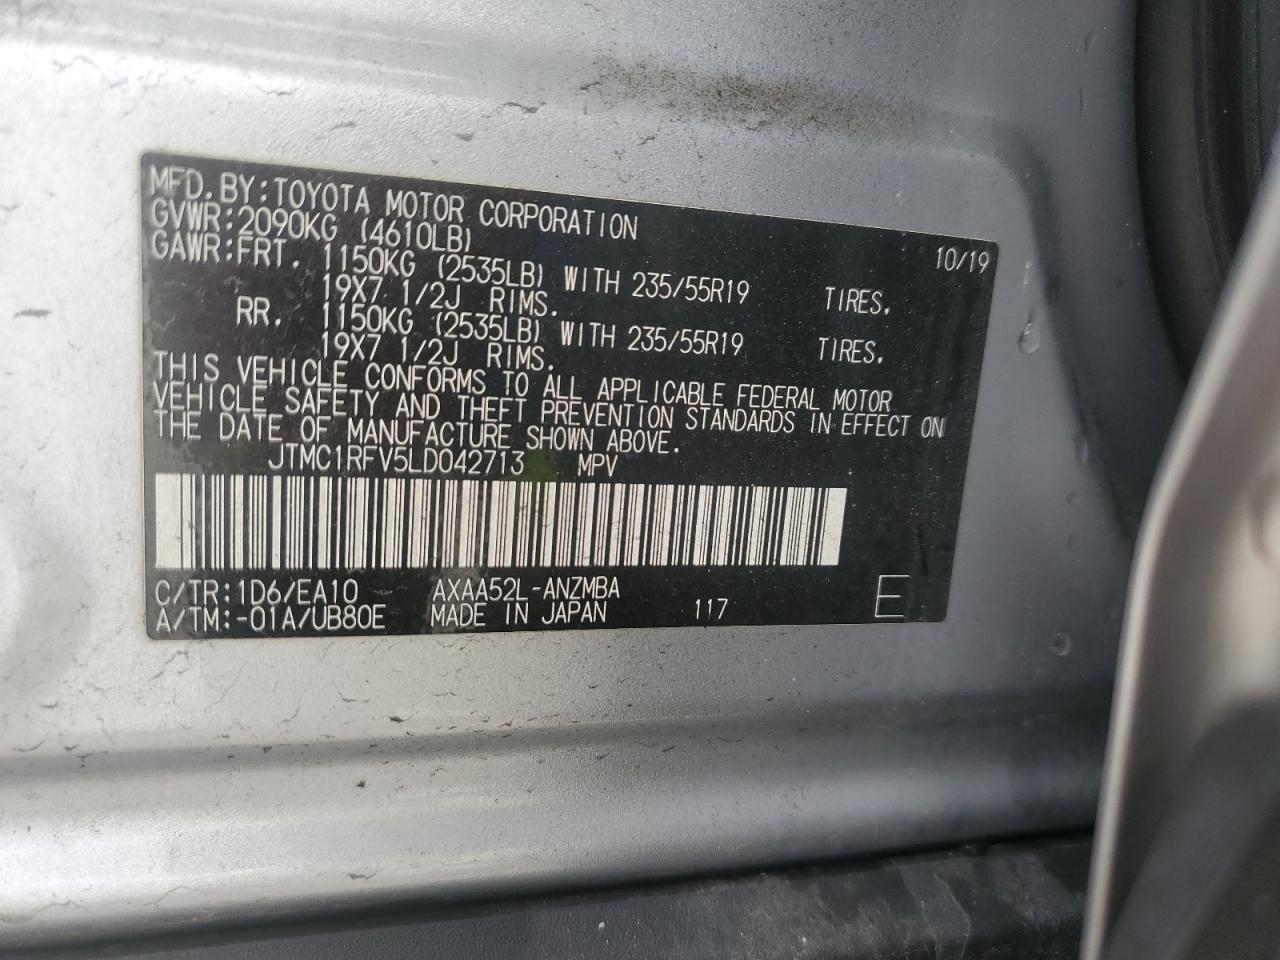 MFD.BY:TOYOTA MOTOR CORPORATION 10/19
GVWR:2090KG (4610LB)
GAWR:FRT. 1150KG (2535LB) WITH 235/55R19 TIRES,
19X7 1/2J RIMS.
RR. 1150KG (2535LB) WITH 235/55R19 TIRES,
19X7 1/2J RIMS.
THIS VEHICLE CONFORMS TO ALL APPLICABLE FEDERAL MOTOR
VEHICLE SAFETY AND THEFT PREVENTION STANDARDS IN EFFECT ON
THE DATE OF MANUFACTURE SHOWN ABOVE.
JTMC1RFV5LD042713 MPV
C/TR:1D6/EA10 AXAA52L-ANZMBA
A/TM:-01A/UB80E MADE IN JAPAN 117 E